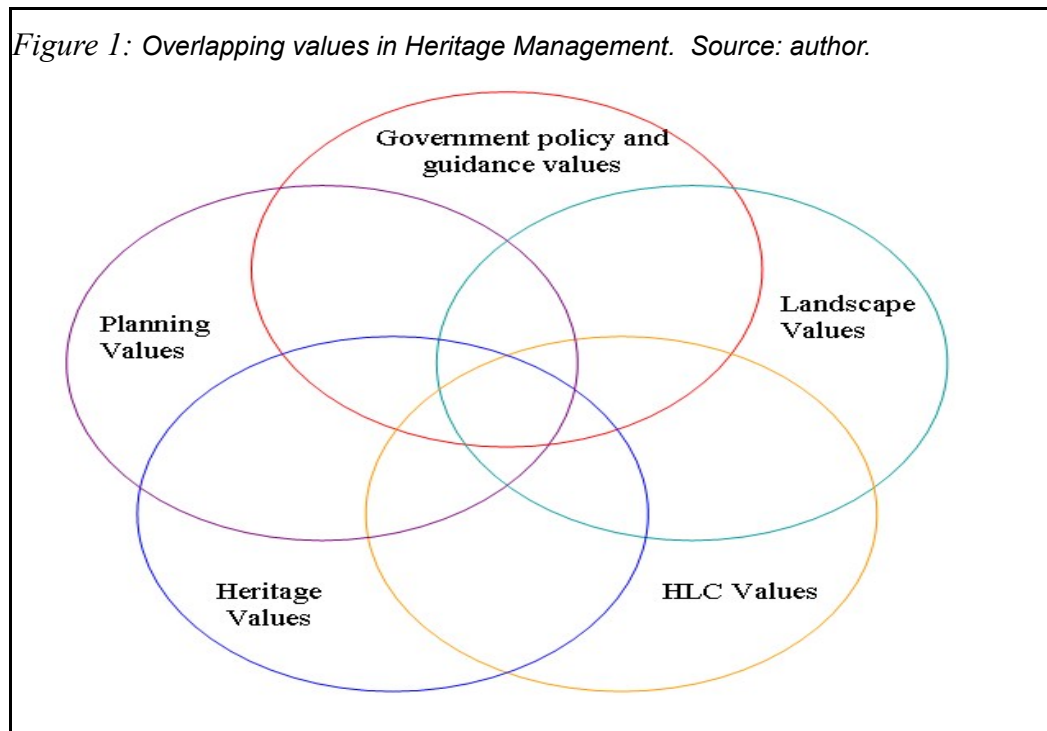 Figure 1: Overlapping values in Heritage Management.  Source: author.
Government policy and
guidance values
Planning
Values
Landscape
Values
Heritage
Values
HLC Values